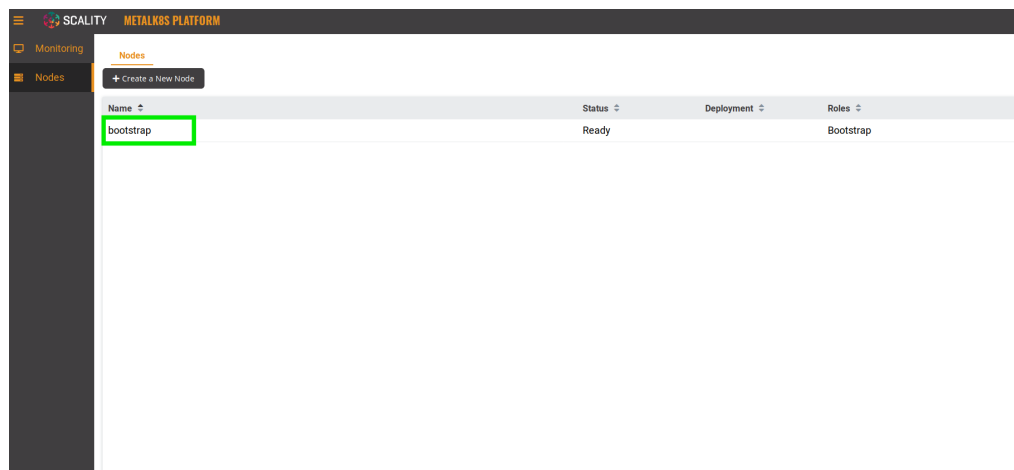 SCALITY METALK8S PLATFORM
Monitoring
Nodes
Nodes
+ Create a New Node
Name Status Deployment Roles
bootstrap Ready Bootstrap